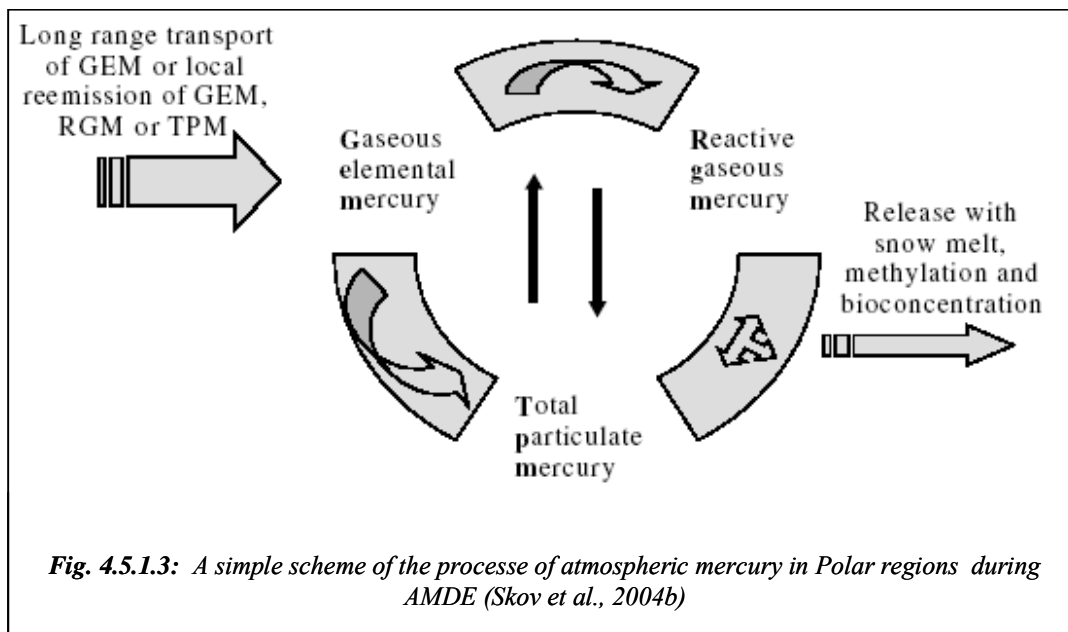 Long range transport
of GEM or local
reemission of GEM,
RGM or TPM
Gaseous
elemental
mercury
Reactive
gaseous
mercury
Release with
snow melt,
methylation and
bioconcentration
Total
particulate
mercury
Fig. 4.5.1.3: A simple scheme of the processe of atmospheric mercury in Polar regions during
AMDE (Skov et al., 2004b)